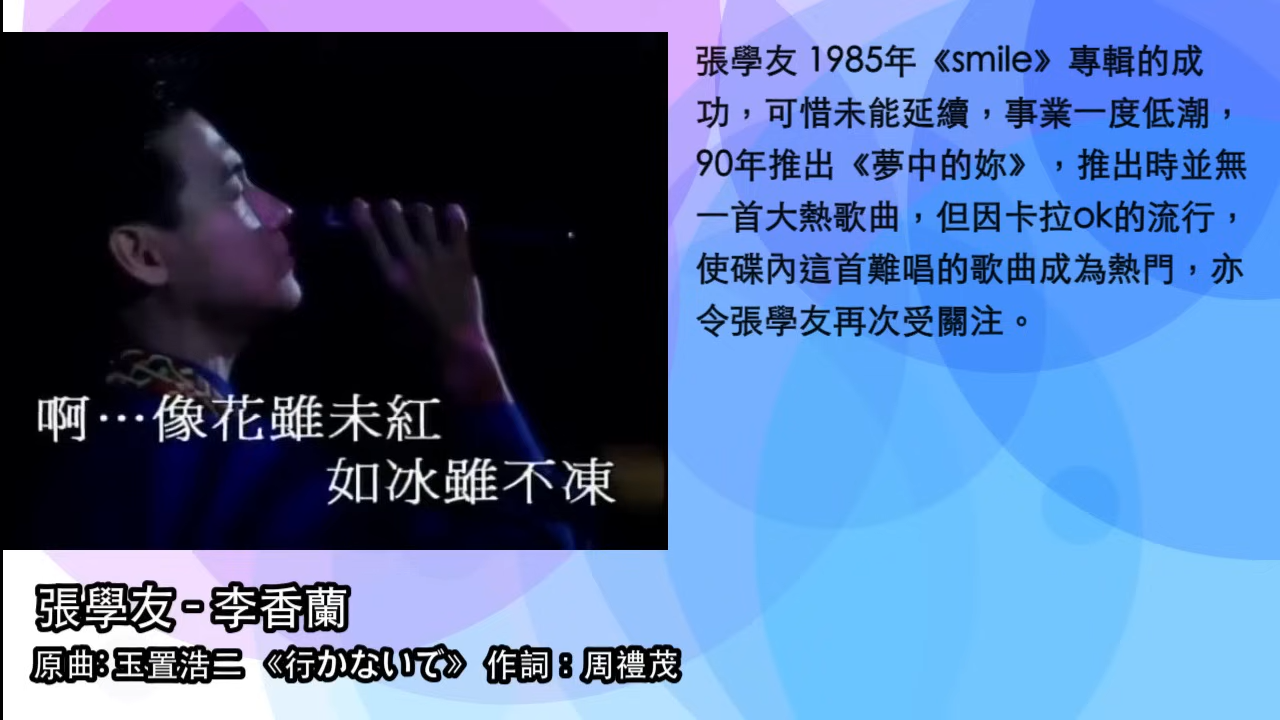 張學友 1985年《smile》專輯的成
功，可惜未能延續，事業一度低潮，
90年推出《夢中的妳》，推出時並無
一首大熱歌曲，但因卡拉ok的流行，
使碟內這首難唱的歌曲成為熱門，亦
令張學友再次受關注。
啊…像花雖未紅
如冰雖不凍
張學友-李香蘭
原曲:玉置浩二《行かないで》 作詞：周禮茂